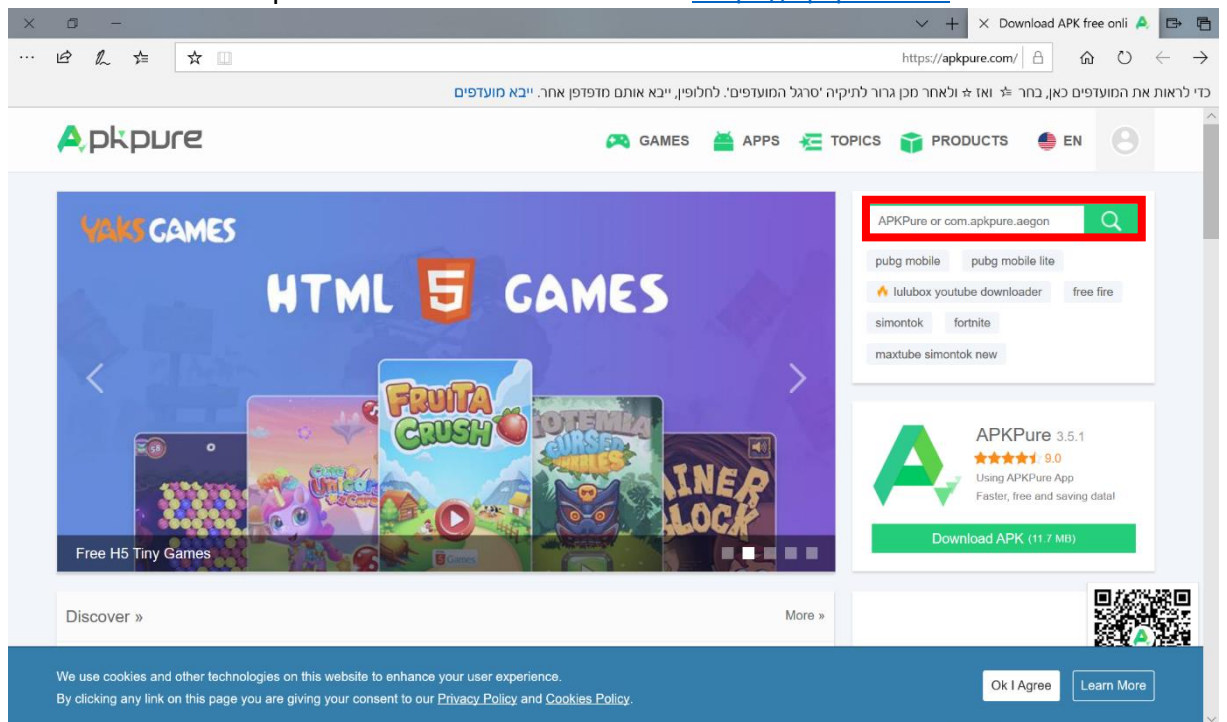 Download APK free onli
https://apkpure.com/
כדי לראות את המועדפים כאן, בחר ואז ולאחר מכן גרור לתיקיה 'סרגל המועדפים'. לחלופין, ייבא אותם מדפדפן אחר. ייבא מועדפים
Apkpure
GAMES APPS TOPICS PRODUCTS EN
YAKS GAMES
HTML 5 GAMES
FRUITA CRUSH
TOTEMIA CURSED MARBLES
Cute Unicorn Care
Games
Free H5 Tiny Games
APKPure or com.apkpure.aegon
pubg mobile pubg mobile lite
lulubox youtube downloader free fire
simontok fortnite
maxtube simontok new
APKPure 3.5.1
9.0
Using APKPure App
Faster, free and saving data!
Download APK (11.7 MB)
Discover »
More »
We use cookies and other technologies on this website to enhance your user experience.
By clicking any link on this page you are giving your consent to our Privacy Policy and Cookies Policy.
Ok I Agree
Learn More